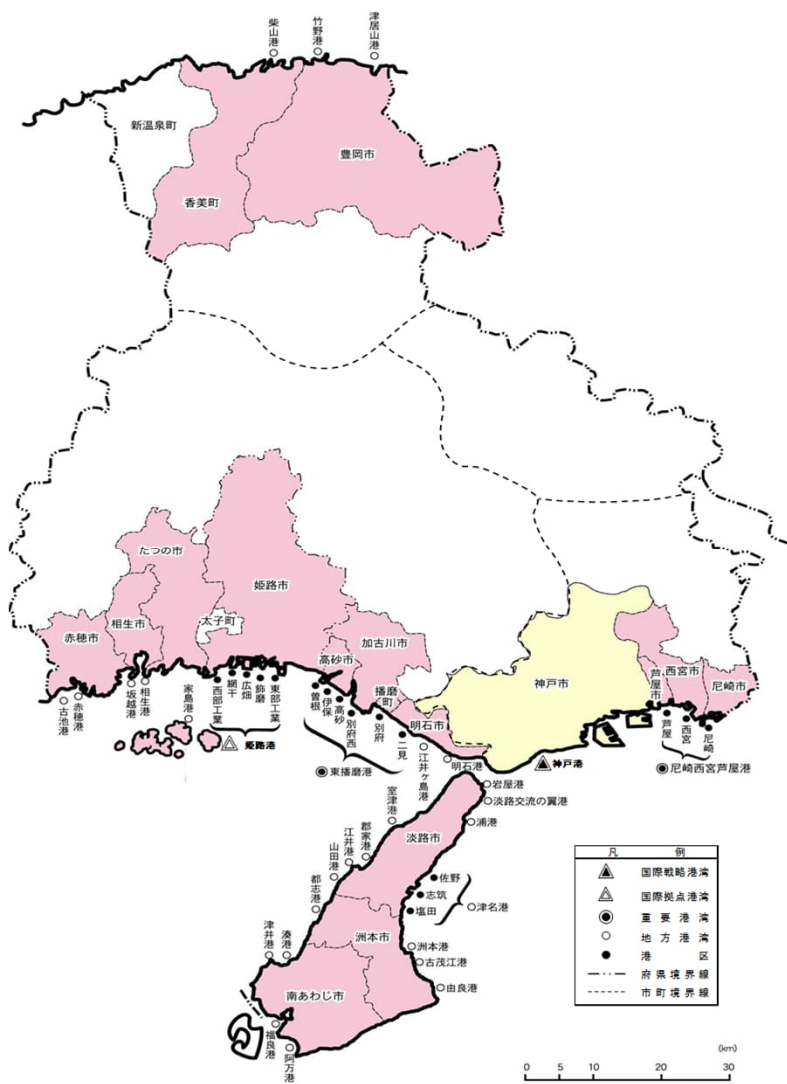 柴山港
竹野港
津居山港
新温泉町
豊岡市
香美町
たつの市
姫路市
相生市
太子町
赤穂市
加古川市
高砂市
播磨町
明石市
神戸市
芦屋市
西宮市
尼崎市
古池港
赤穂港
坂越港
相生港
家島港
西部工業
網干
広畑
飾磨
東部工業
姫路港
曽根
伊保
高砂
別府西
別府
二見
東播磨港
江井ヶ島港
明石港
神戸港
芦屋
西宮
尼崎
尼崎西宮芦屋港
岩屋港
淡路交流の翼港
浦港
室津港
郡家港
江井港
山田港
都志港
淡路市
佐野
志筑
塩田
津名港
洲本市
湊港
津井港
洲本港
古茂江港
由良港
南あわじ市
福良港
阿万港
凡例
国際戦略港湾
国際拠点港湾
重要港湾
地方港湾
港区
府県境界線
市町境界線
(km)
0 5 10 20 30